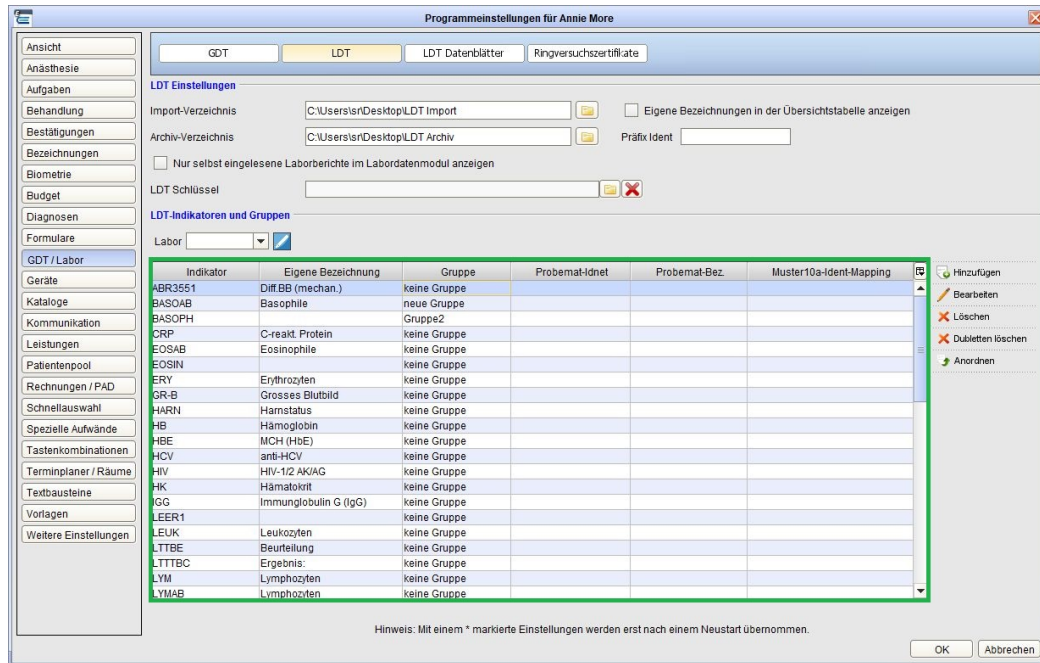 Programmeinstellungen für Annie More
Ansicht
Anästhesie
Aufgaben
Behandlung
Bestätigungen
Bezeichnungen
Biometrie
Budget
Diagnosen
Formulare
GDT / Labor
Geräte
Kataloge
Kommunikation
Leistungen
Patientenpool
Rechnungen / PAD
Schnellauswahl
Spezielle Aufwände
Tastenkombinationen
Terminplaner / Räume
Textbausteine
Vorlagen
Weitere Einstellungen
GDT LDT LDT Datenblätter Ringversuchszertifikate
LDT Einstellungen
Import-Verzeichnis C:\Users\sr\Desktop\LDT Import Eigene Bezeichnungen in der Übersichtstabelle anzeigen
Archiv-Verzeichnis C:\Users\sr\Desktop\LDT Archiv Präfix Ident
Nur selbst eingelesene Laborberichte im Labordatenmodul anzeigen
LDT Schlüssel
LDT-Indikatoren und Gruppen
Labor
Indikator Eigene Bezeichnung Gruppe Probemat-Idnet Probemat-Bez. Muster10a-Ident-Mapping
ABR3551 Diff.BB (mechan.) keine Gruppe
BASOAB Basophile neue Gruppe
BASOPH Gruppe2
CRP C-reakt. Protein keine Gruppe
EOSAB Eosinophile keine Gruppe
EOSIN keine Gruppe
ERY Erythrozyten keine Gruppe
GR-B Grosses Blutbild keine Gruppe
HARN Harnstatus keine Gruppe
HB Hämoglobin keine Gruppe
HBE MCH (HbE) keine Gruppe
HCV anti-HCV keine Gruppe
HIV HIV-1/2 AK/AG keine Gruppe
HK Hämatokrit keine Gruppe
IGG Immunglobulin G (IgG) keine Gruppe
LEER1 keine Gruppe
LEUK Leukozyten keine Gruppe
LTTBE Beurteilung keine Gruppe
LTTTBC Ergebnis: keine Gruppe
LYM Lymphozyten keine Gruppe
LYMAB Lymphozyten keine Gruppe
Hinzufügen
Bearbeiten
Löschen
Dubletten löschen
Anordnen
Hinweis: Mit einem * markierte Einstellungen werden erst nach einem Neustart übernommen.
OK Abbrechen